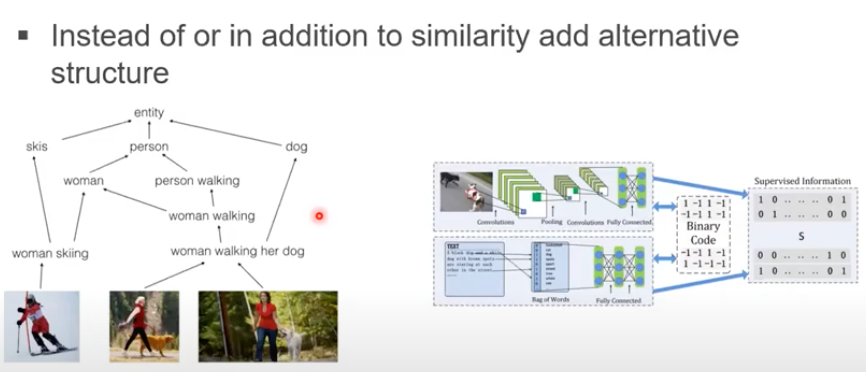 Instead of or in addition to similarity add alternative
structure
entity
skis
person
dog
woman
person walking
woman walking
woman skiing
woman walking her dog
Convolutions
Pooling
Convolutions
Fully Connected
TEXT
Bag of Words
Fully Connected
1 -1 1 -1
-1 -1 1 -1
Binary
Code
-1 -1 1 -1
1 -1 -1 -1
Supervised Information
1 0 .. .. .. 0 1
0 1 .. .. .. 0 0
S
0 0 .. .. .. 1 0
1 0 .. .. .. 0 1